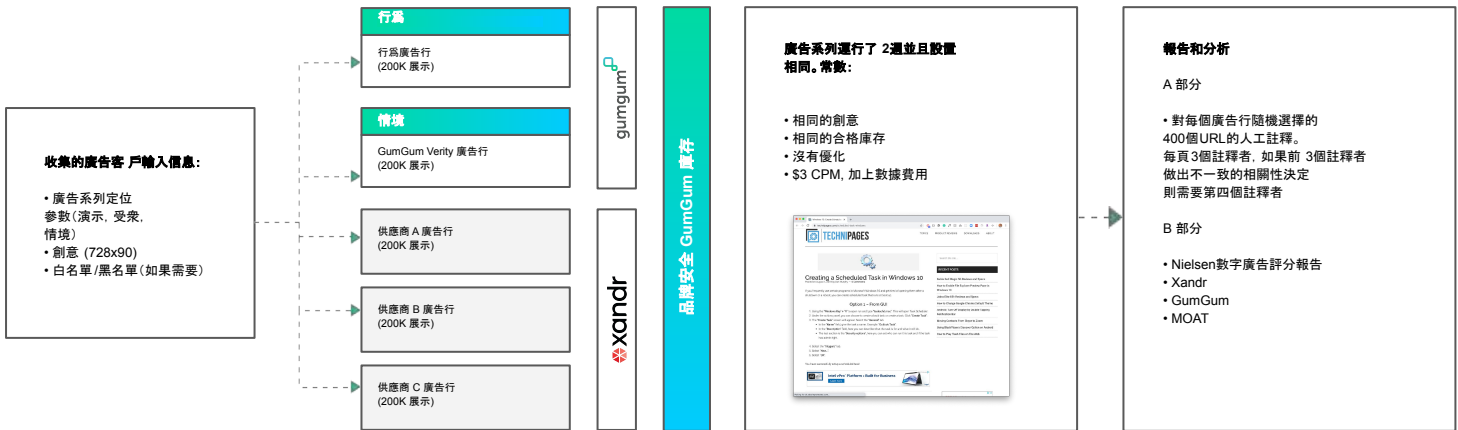 收集的廣告客 戶輸入信息：
• 廣告系列定位
參數（演示，受衆，
情境）
• 創意 (728x90)
• 白名單 /黑名單（如果需要）
行爲
行爲廣告行
(200K 展示)
情境
GumGum Verity 廣告行
(200K 展示)
供應商 A 廣告行
(200K 展示)
供應商 B 廣告行
(200K 展示)
供應商 C 廣告行
(200K 展示)
gumgum
xandr
品牌安全 GumGum 庫存
廣告系列運行了 2週並且設置
相同。常數：
• 相同的創意
• 相同的合格庫存
• 沒有優化
• $3 CPM, 加上數據費用
TECHNIPAGES
Creating a Scheduled Task in Windows 10
Option 1 – From GUI
Intel vPro® Platform : Built for Business
報告和分析
A 部分
• 對每個廣告行隨機選擇的
400個URL的人工註釋。
每頁3個註釋者，如果前 3個註釋者
做出不一致的相關性決定
則需要第四個註釋者
B 部分
• Nielsen數字廣告評分報告
• Xandr
• GumGum
• MOAT